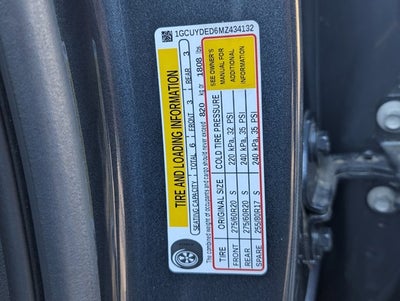 1GCUYDED6MZ434132
TIRE AND LOADING INFORMATION
SEATING CAPACITY TOTAL 6 FRONT 3 REAR 3
The combined weight of occupants and cargo should never exceed 820 kg or 1808 lbs
TIRE ORIGINAL SIZE COLD TIRE PRESSURE
FRONT 275/60R20 S 220 kPa, 32 PSI
REAR 275/60R20 S 240 kPa, 35 PSI
SPARE 255/80R17 S 240 kPa, 35 PSI
SEE OWNER'S
MANUAL FOR
ADDITIONAL
INFORMATION